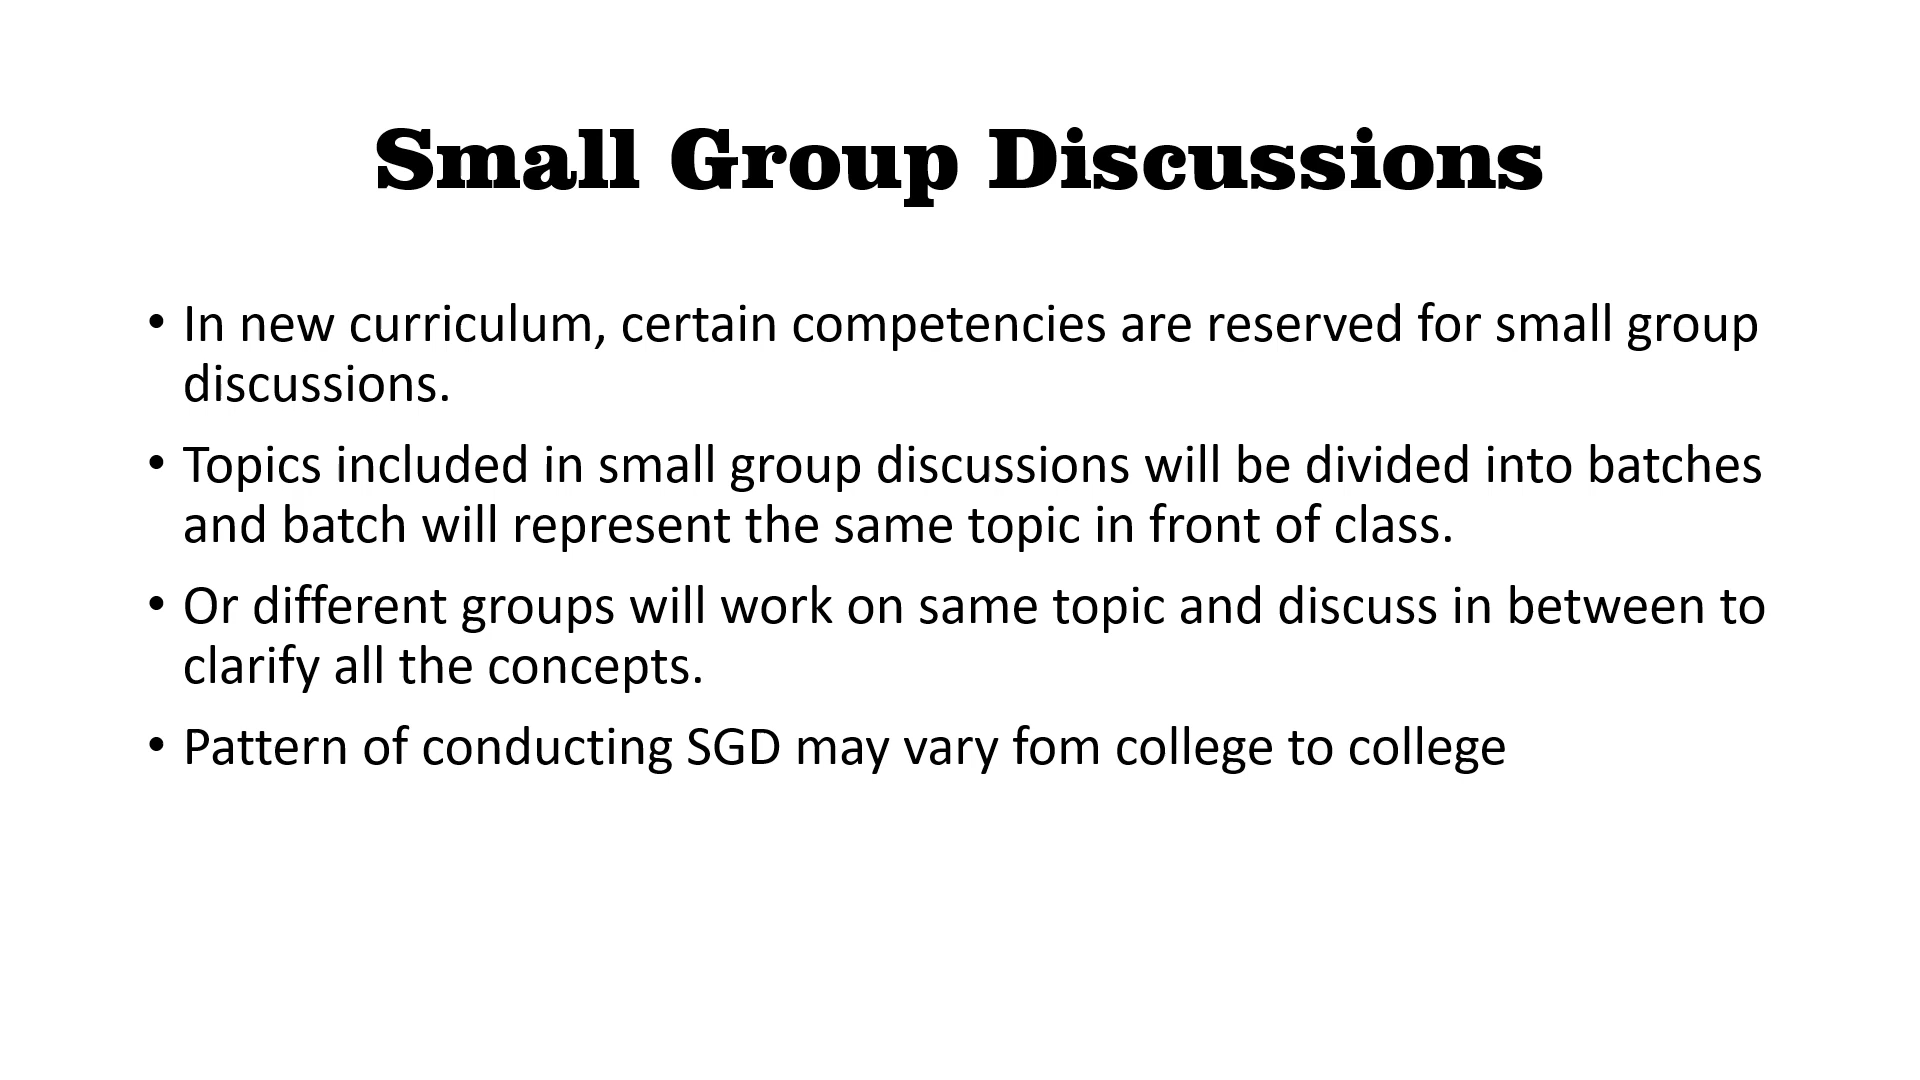 Small Group Discussions
• In new curriculum, certain competencies are reserved for small group
discussions.
• Topics included in small group discussions will be divided into batches
and batch will represent the same topic in front of class.
• Or different groups will work on same topic and discuss in between to
clarify all the concepts.
• Pattern of conducting SGD may vary fom college to college